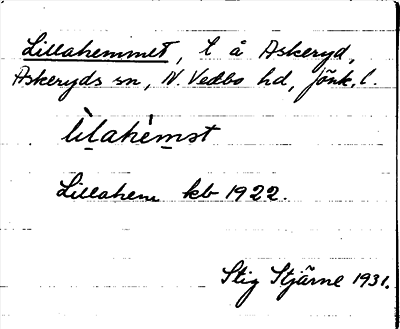 Lillahemmet, l. å Askeryd,
Askeryds sn, N. Vedbo hd, Jönk. l.
lìlahèmst
Lillahem kb 1922.
Stig Stjärne 1931.